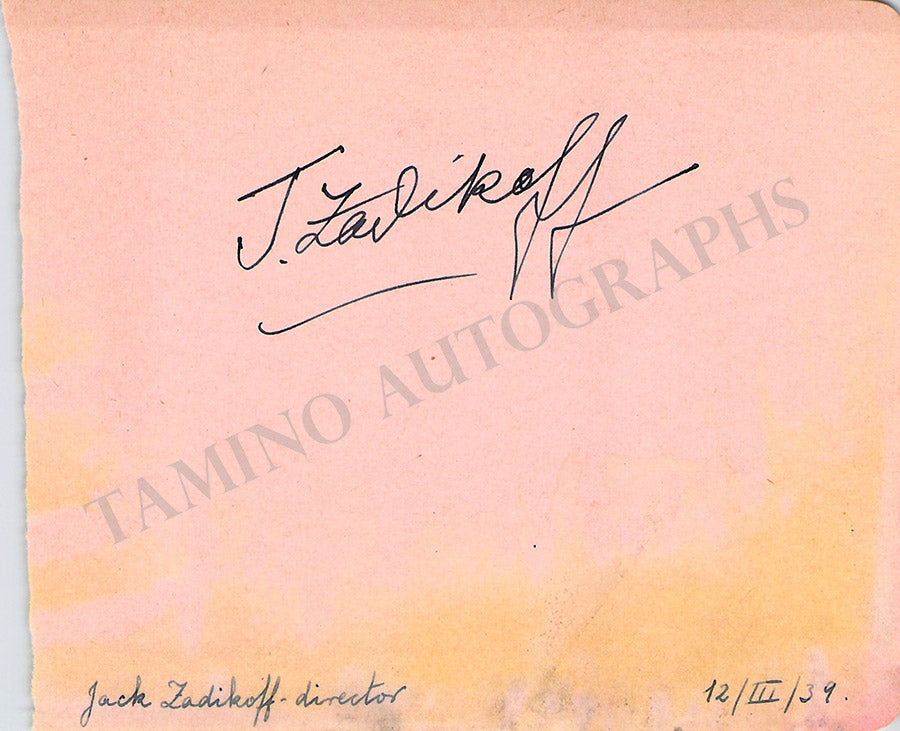 J. Zadikoff
TAMINO AUTOGRAPHS
Jack Zadikoff - director
12/III/39.